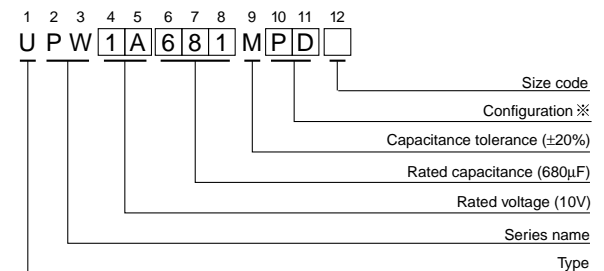 1 2 3 4 5 6 7 8 9 10 11 12
U P W 1 A 6 8 1 M P D
Size code
Configuration ※
Capacitance tolerance (±20%)
Rated capacitance (680µF)
Rated voltage (10V)
Series name
Type